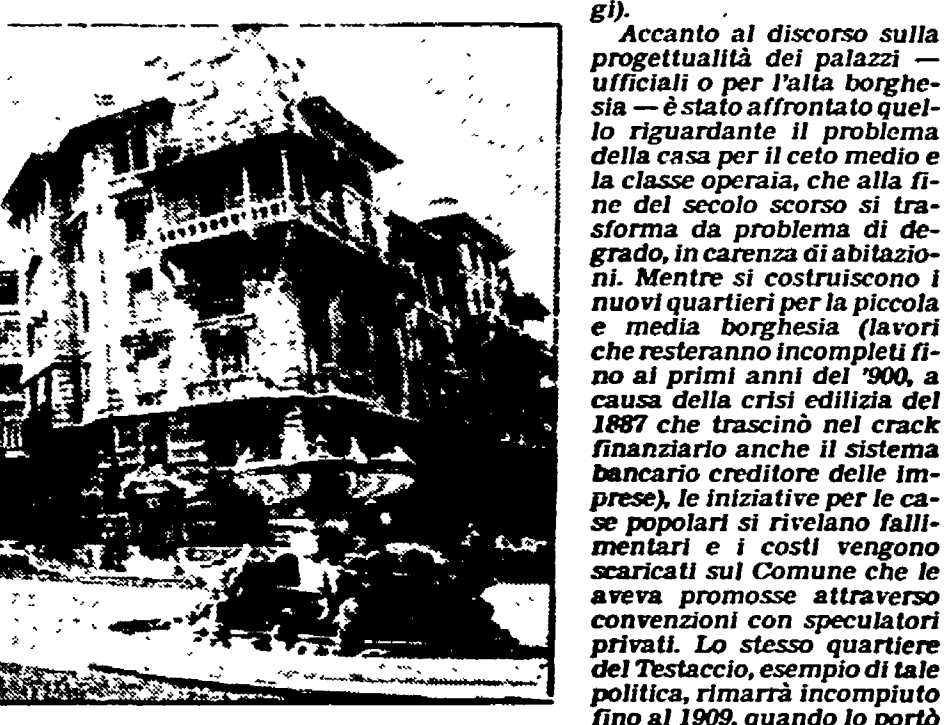 gi).
Accanto al discorso sulla
progettualità dei palazzi —
ufficiali o per l'alta borghe-
sia — è stato affrontato quel-
lo riguardante il problema
della casa per il ceto medio e
la classe operaia, che alla fi-
ne del secolo scorso si tra-
sforma da problema di de-
grado, in carenza di abitazio-
ni. Mentre si costruiscono i
nuovi quartieri per la piccola
e media borghesia (lavori
che resteranno incompleti fi-
no ai primi anni del '900, a
causa della crisi edilizia del
1887 che trascinò nel crack
finanziario anche il sistema
bancario creditore delle im-
prese), le iniziative per le ca-
se popolari si rivelano falli-
mentari e i costi vengono
scaricati sul Comune che le
aveva promosse attraverso
convenzioni con speculatori
privati. Lo stesso quartiere
del Testaccio, esempio di tale
politica, rimarrà incompiuto
fino al 1909, quando lo portò